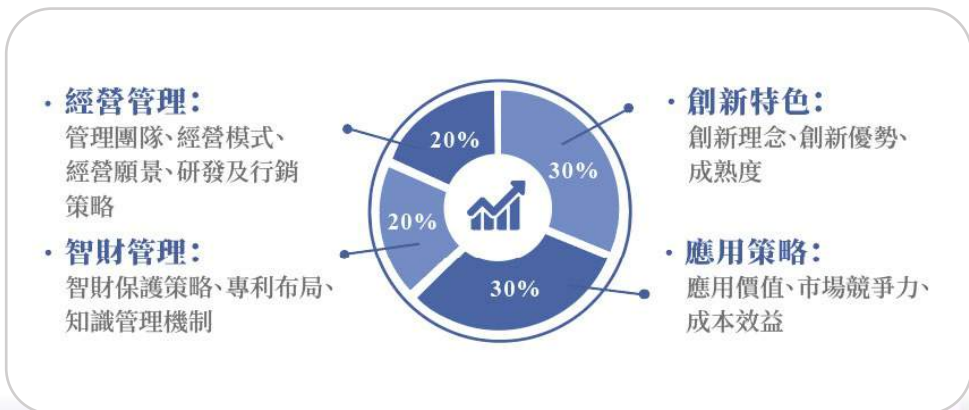 · 經營管理：
管理團隊、經營模式、
經營願景、研發及行銷
策略
· 智財管理：
智財保護策略、專利布局、
知識管理機制
20%
30%
20%
30%
· 創新特色：
創新理念、創新優勢、
成熟度
· 應用策略：
應用價值、市場競爭力、
成本效益